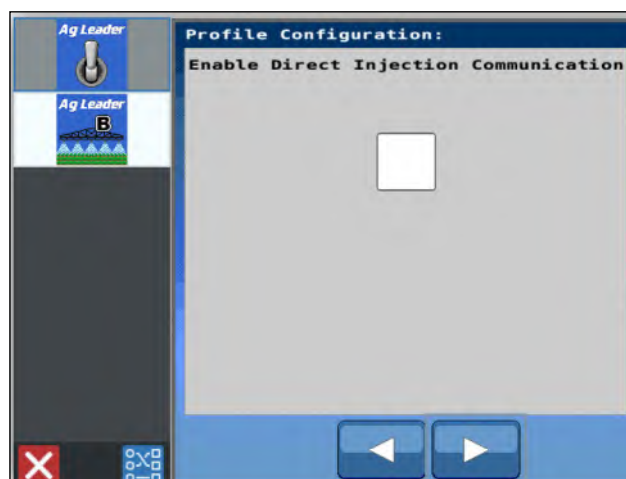 Ag Leader
Profile Configuration:
Enable Direct Injection Communication
Ag Leader
B